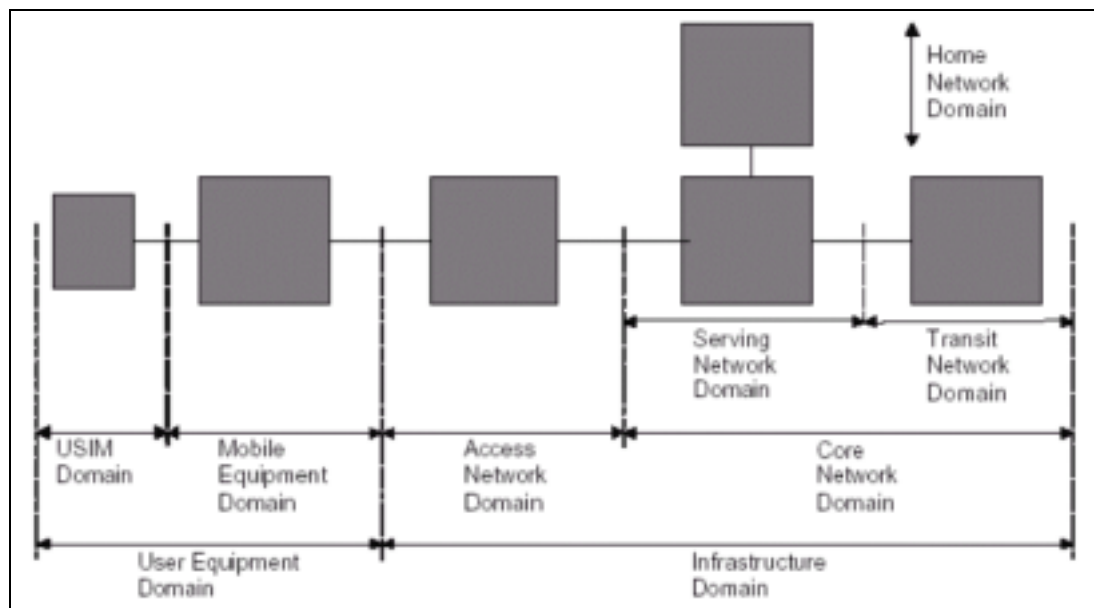 Home
Network
Domain
Serving
Network
Domain
Transit
Network
Domain
USIM
Domain
Mobile
Equipment
Domain
Access
Network
Domain
Core
Network
Domain
User Equipment
Domain
Infrastructure
Domain